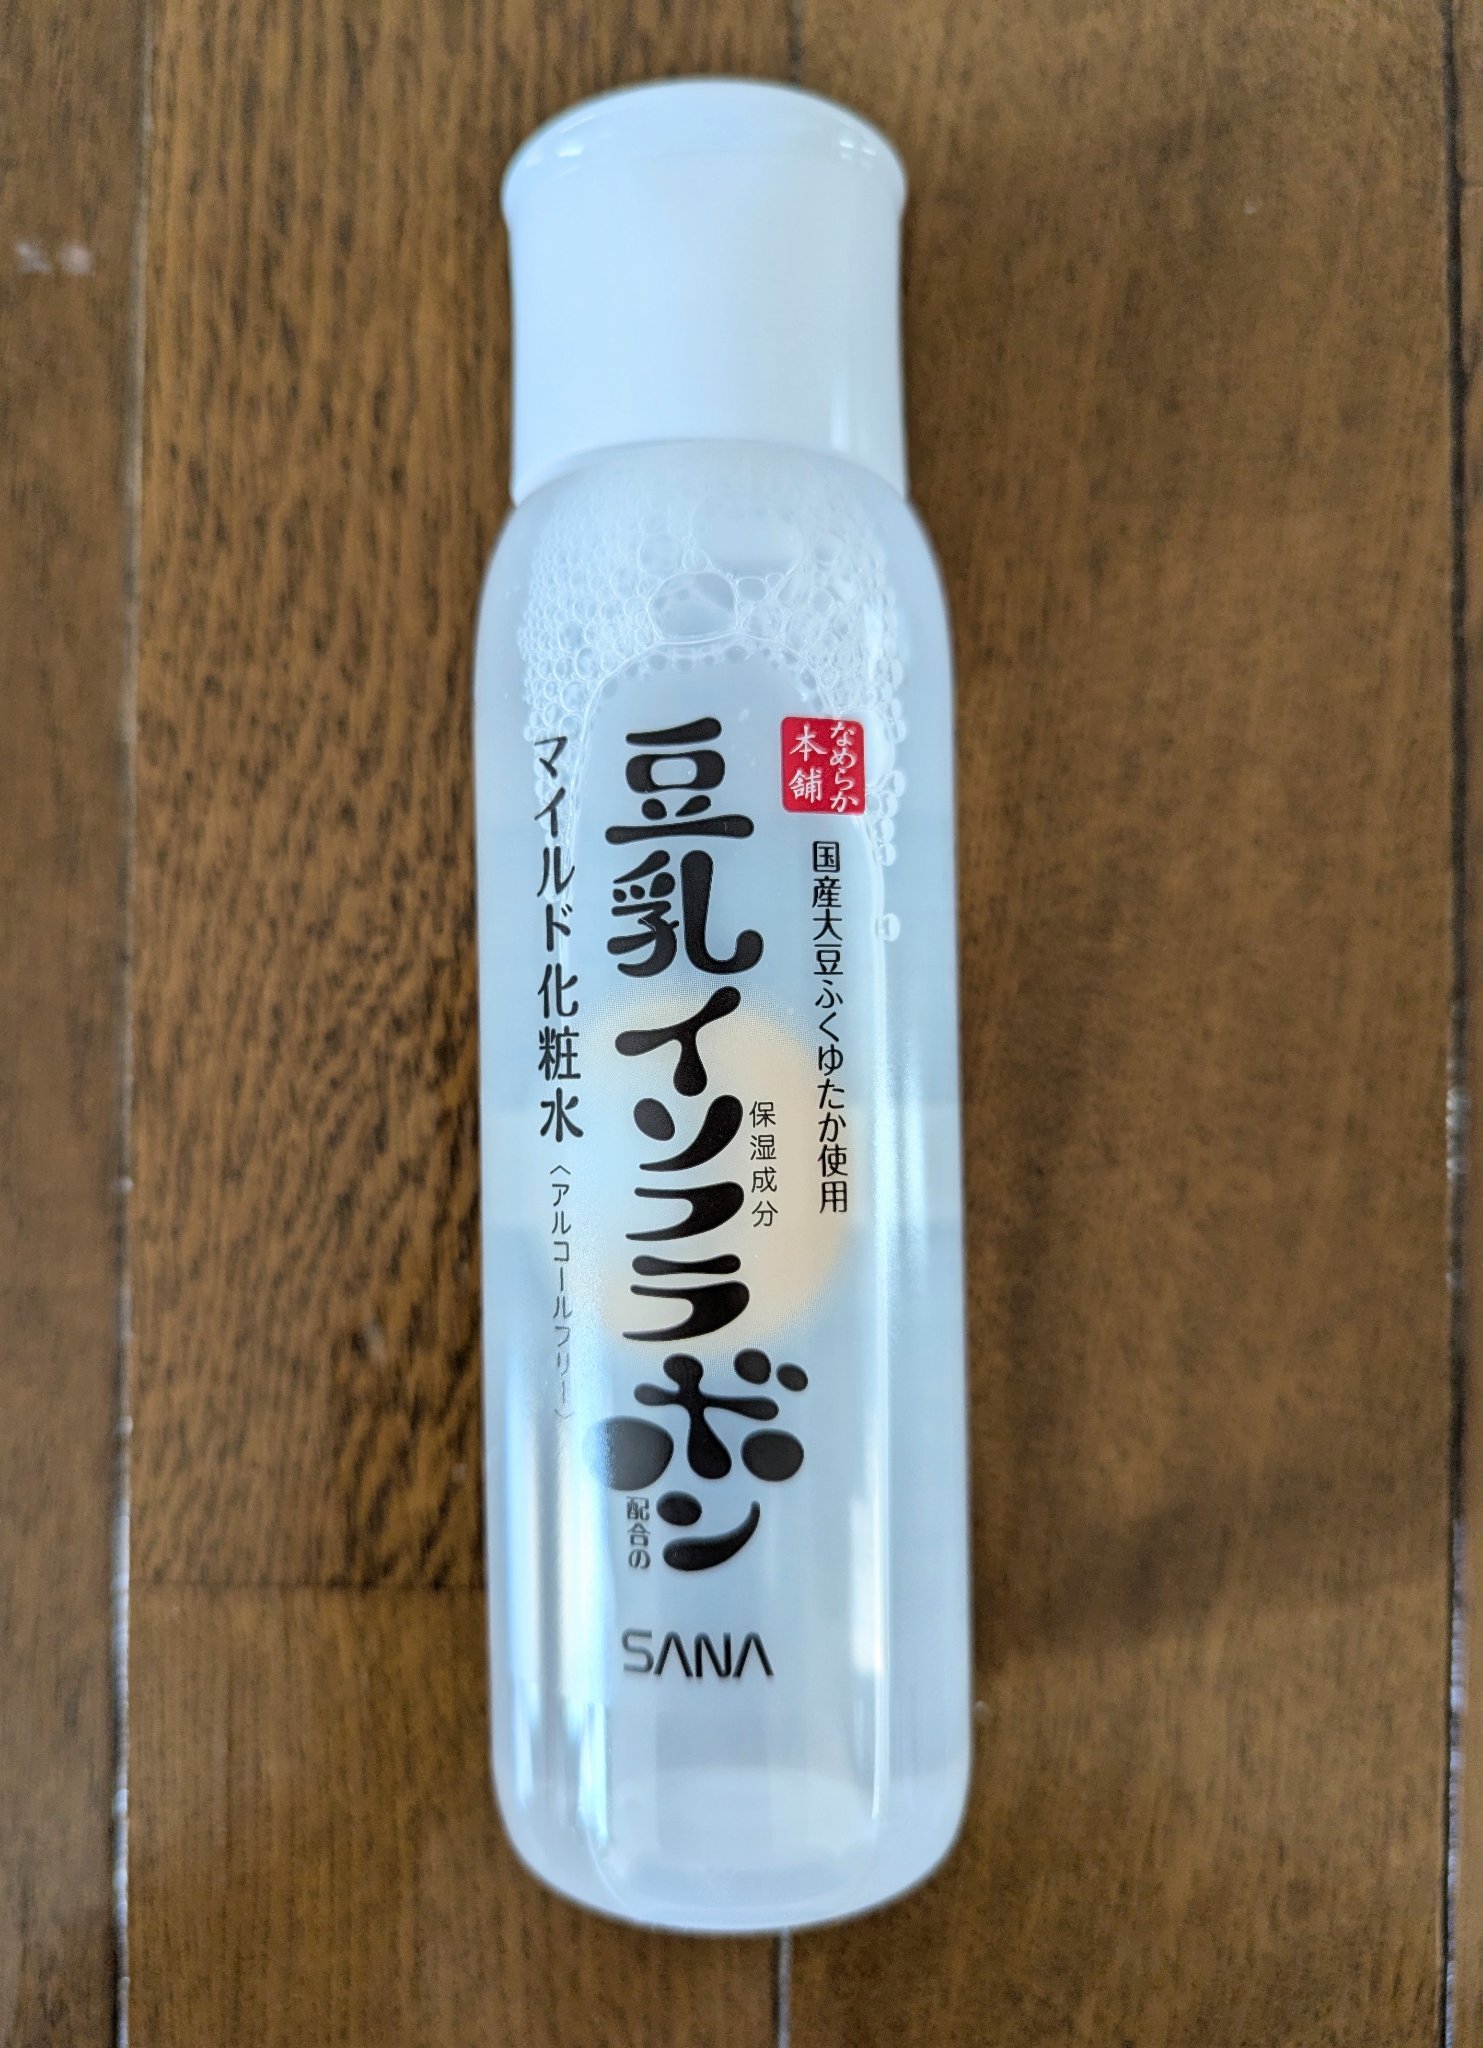 なめらか
本舗
国産大豆ふくゆたか使用
保湿成分
豆乳イソフラボン
配合の
マイルド化粧水
〈アルコールフリー〉
SANA